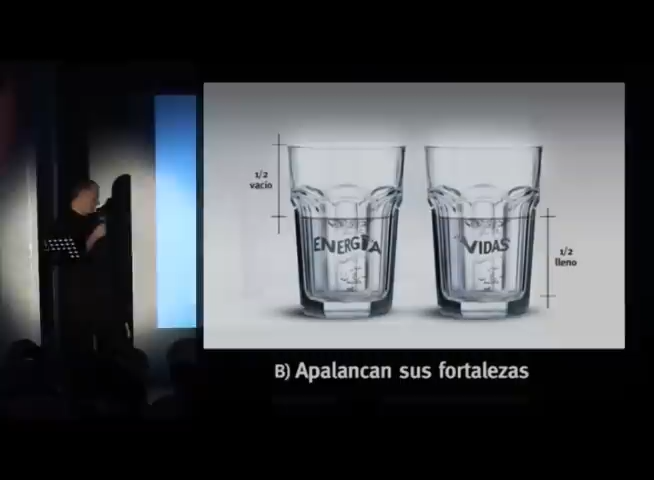 1/2
vacío
ENERGÍA
VIDAS
1/2
lleno
B) Apalancan sus fortalezas